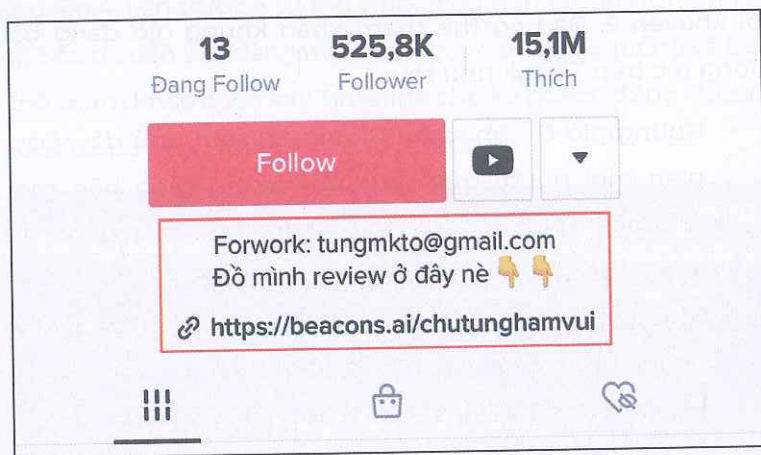 13 525,8K 15,1M
Đang Follow Follower Thích
Follow
Forwork: tungmkto@gmail.com
Đồ mình review ở đây nè 👇👇
https://beacons.ai/chutunghamvui